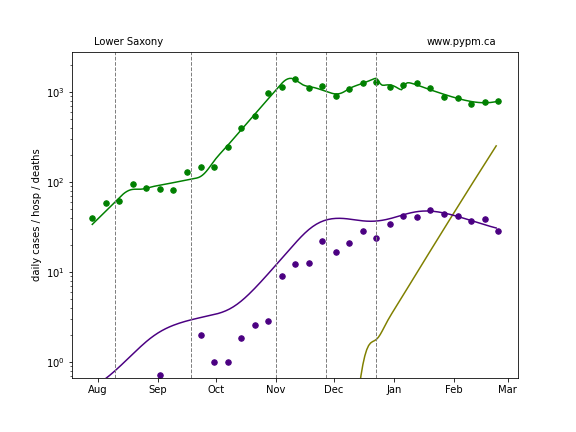 Lower Saxony www.pypm.ca
daily cases / hosp / deaths
10³
10²
10¹
10⁰
Aug Sep Oct Nov Dec Jan Feb Mar